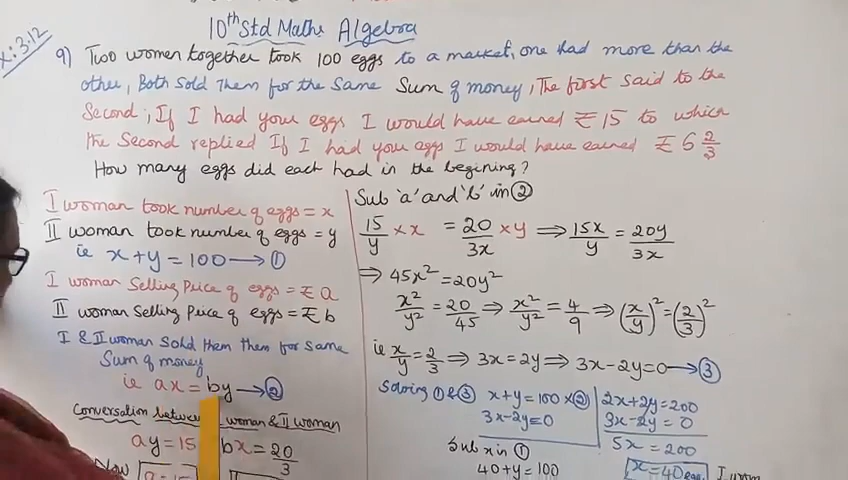 10th Std Maths Algebra
x: 3.12
9) Two women together took 100 eggs to a market, one had more than the
other, Both sold them for the same Sum of money, The first said to the
Second, If I had your eggs I would have earned ₹ 15 to which
the Second replied If I had your eggs I would have earned ₹ 6 2/3
How many eggs did each had in the begining?
I woman took number of eggs = x
II woman took number of eggs = y
ie x + y = 100 → ①
I woman Selling Price of eggs = ₹ a
II woman Selling Price of eggs = ₹ b
I & II woman Sold them them for same
Sum of money
ie ax = by → ②
Conversation woman & II woman
ay = 15 bx = 20/3
Now
Sub 'a' and 'b' in ②
15/y × x = 20/3x × y ⟹ 15x/y = 20y/3x
⟹ 45x² = 20y²
x²/y² = 20/45 ⟹ x²/y² = 4/9 ⟹ (x/y)² = (2/3)²
ie x/y = 2/3 ⟹ 3x = 2y ⟹ 3x - 2y = 0 → ③
Solving ① & ③ x + y = 100 × ② 2x + 2y = 200
3x - 2y = 0 3x - 2y = 0
5x = 200
Sub x in ① x = 40
40 + y = 100